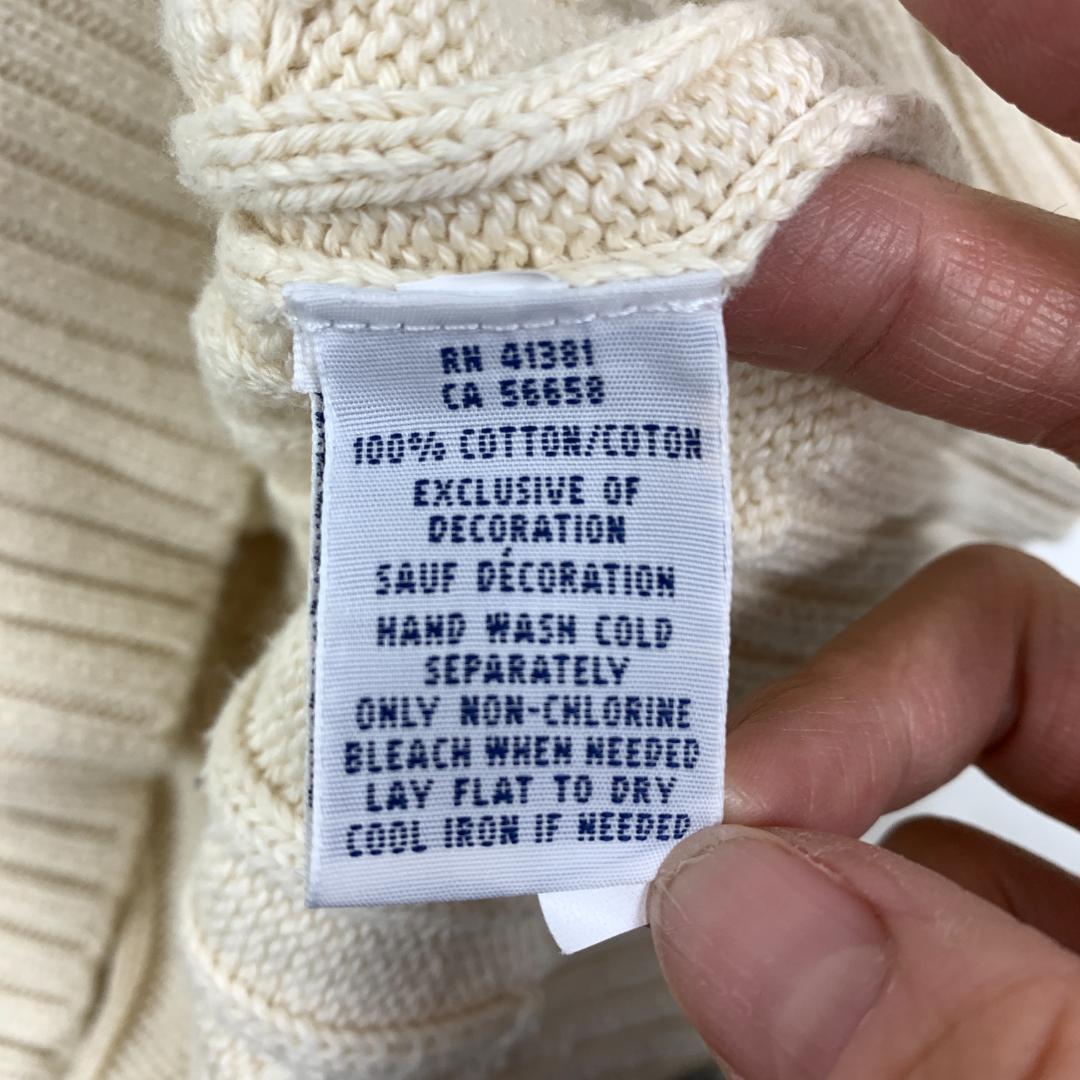 RN 41381
CA 56658
100% COTTON/COTON
EXCLUSIVE OF
DECORATION
SAUF DÉCORATION
HAND WASH COLD
SEPARATELY
ONLY NON-CHLORINE
BLEACH WHEN NEEDED
LAY FLAT TO DRY
COOL IRON IF NEEDED